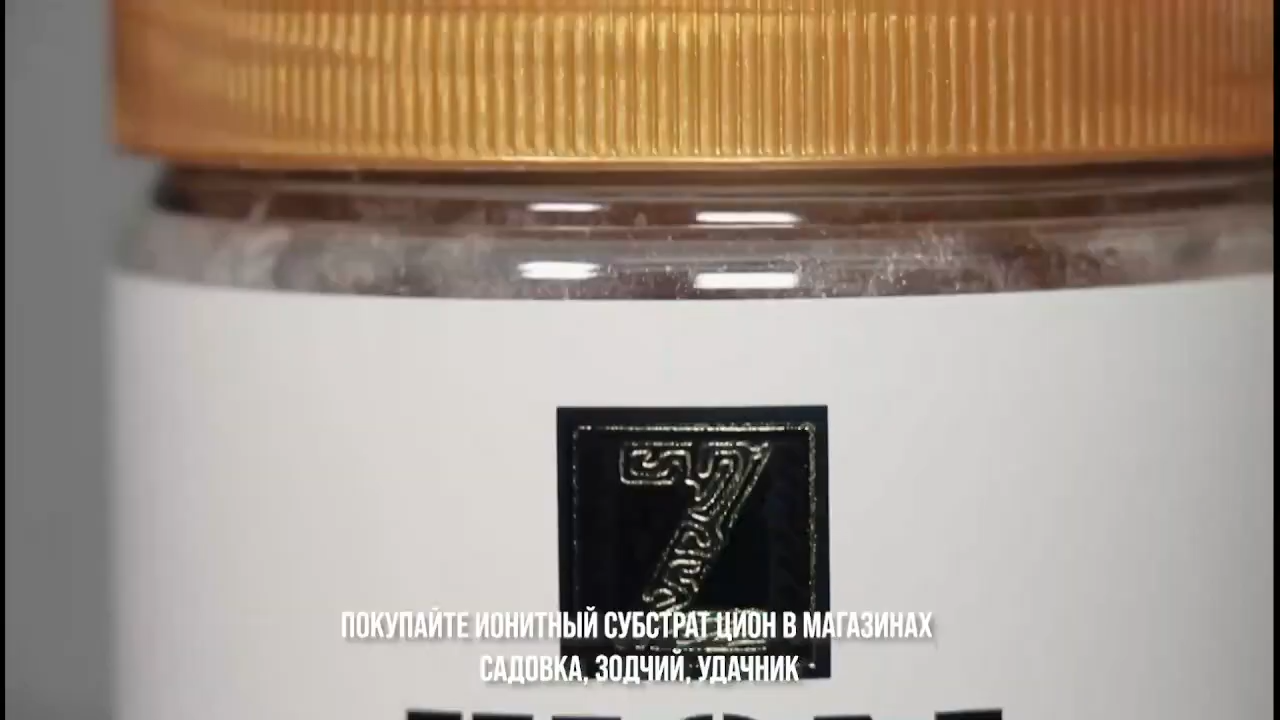 Z
ПОКУПАЙТЕ ИОНИТНЫЙ СУБСТРАТ ЦИОН В МАГАЗИНАХ
САДОВКА, ЗОДЧИЙ, УДАЧНИК